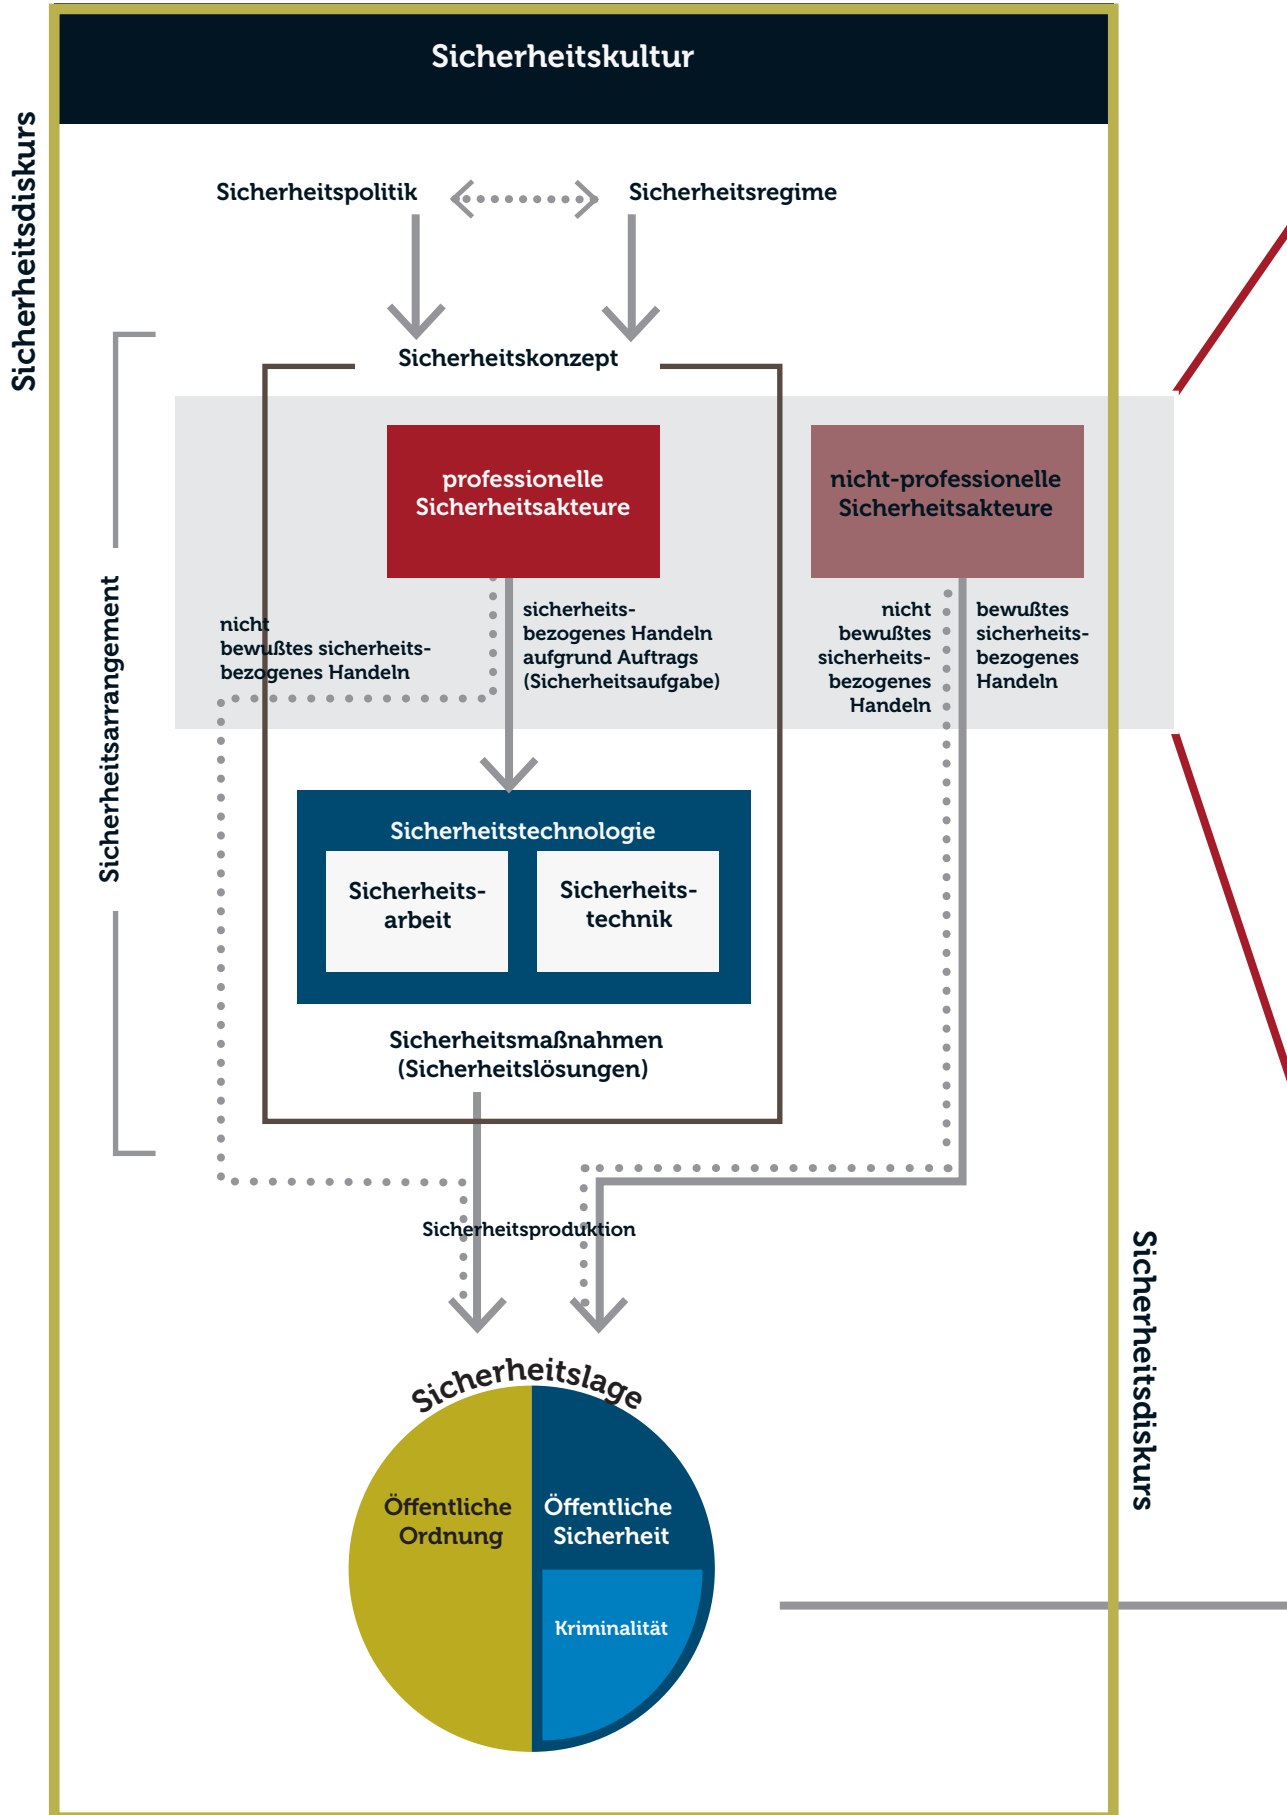 Sicherheitskultur
Sicherheitsdiskurs
Sicherheitspolitik
Sicherheitsregime
Sicherheitskonzept
Sicherheitsarrangement
professionelle
Sicherheitsakteure
nicht-professionelle
Sicherheitsakteure
nicht
bewußtes sicherheits-
bezogenes Handeln
sicherheits-
bezogenes Handeln
aufgrund Auftrags
(Sicherheitsaufgabe)
nicht
bewußtes
sicherheits-
bezogenes
Handeln
bewußtes
sicherheits-
bezogenes
Handeln
Sicherheitstechnologie
Sicherheits-
arbeit
Sicherheits-
technik
Sicherheitsmaßnahmen
(Sicherheitslösungen)
Sicherheitsproduktion
Sicherheitsdiskurs
Sicherheitslage
Öffentliche
Ordnung
Öffentliche
Sicherheit
Kriminalität